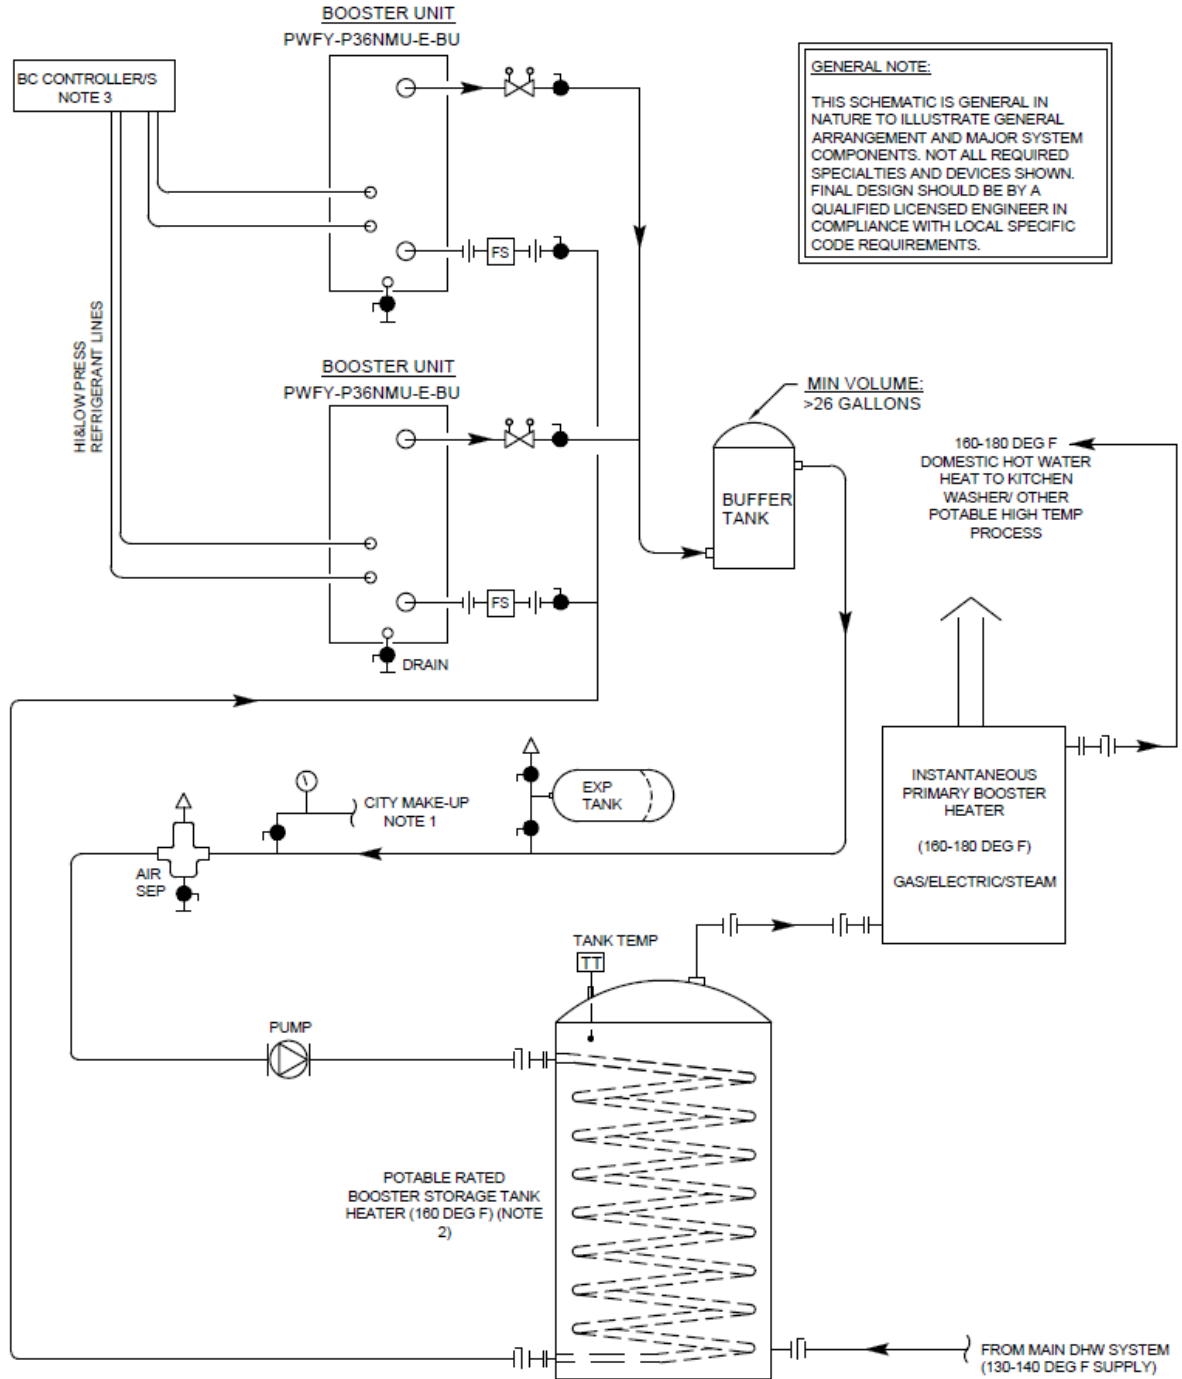 BOOSTER UNIT
PWFY-P36NMU-E-BU
BC CONTROLLER/S
NOTE 3
GENERAL NOTE:
THIS SCHEMATIC IS GENERAL IN
NATURE TO ILLUSTRATE GENERAL
ARRANGEMENT AND MAJOR SYSTEM
COMPONENTS. NOT ALL REQUIRED
SPECIALTIES AND DEVICES SHOWN.
FINAL DESIGN SHOULD BE BY A
QUALIFIED LICENSED ENGINEER IN
COMPLIANCE WITH LOCAL SPECIFIC
CODE REQUIREMENTS.
FS
HI&LOW PRESS
REFRIGERANT LINES
BOOSTER UNIT
PWFY-P36NMU-E-BU
MIN VOLUME:
>26 GALLONS
BUFFER
TANK
160-180 DEG F
DOMESTIC HOT WATER
HEAT TO KITCHEN
WASHER/ OTHER
POTABLE HIGH TEMP
PROCESS
FS
DRAIN
EXP
TANK
CITY MAKE-UP
NOTE 1
AIR
SEP
INSTANTANEOUS
PRIMARY BOOSTER
HEATER
(160-180 DEG F)
GAS/ELECTRIC/STEAM
TANK TEMP
TT
PUMP
POTABLE RATED
BOOSTER STORAGE TANK
HEATER (160 DEG F) (NOTE
2)
FROM MAIN DHW SYSTEM
(130-140 DEG F SUPPLY)